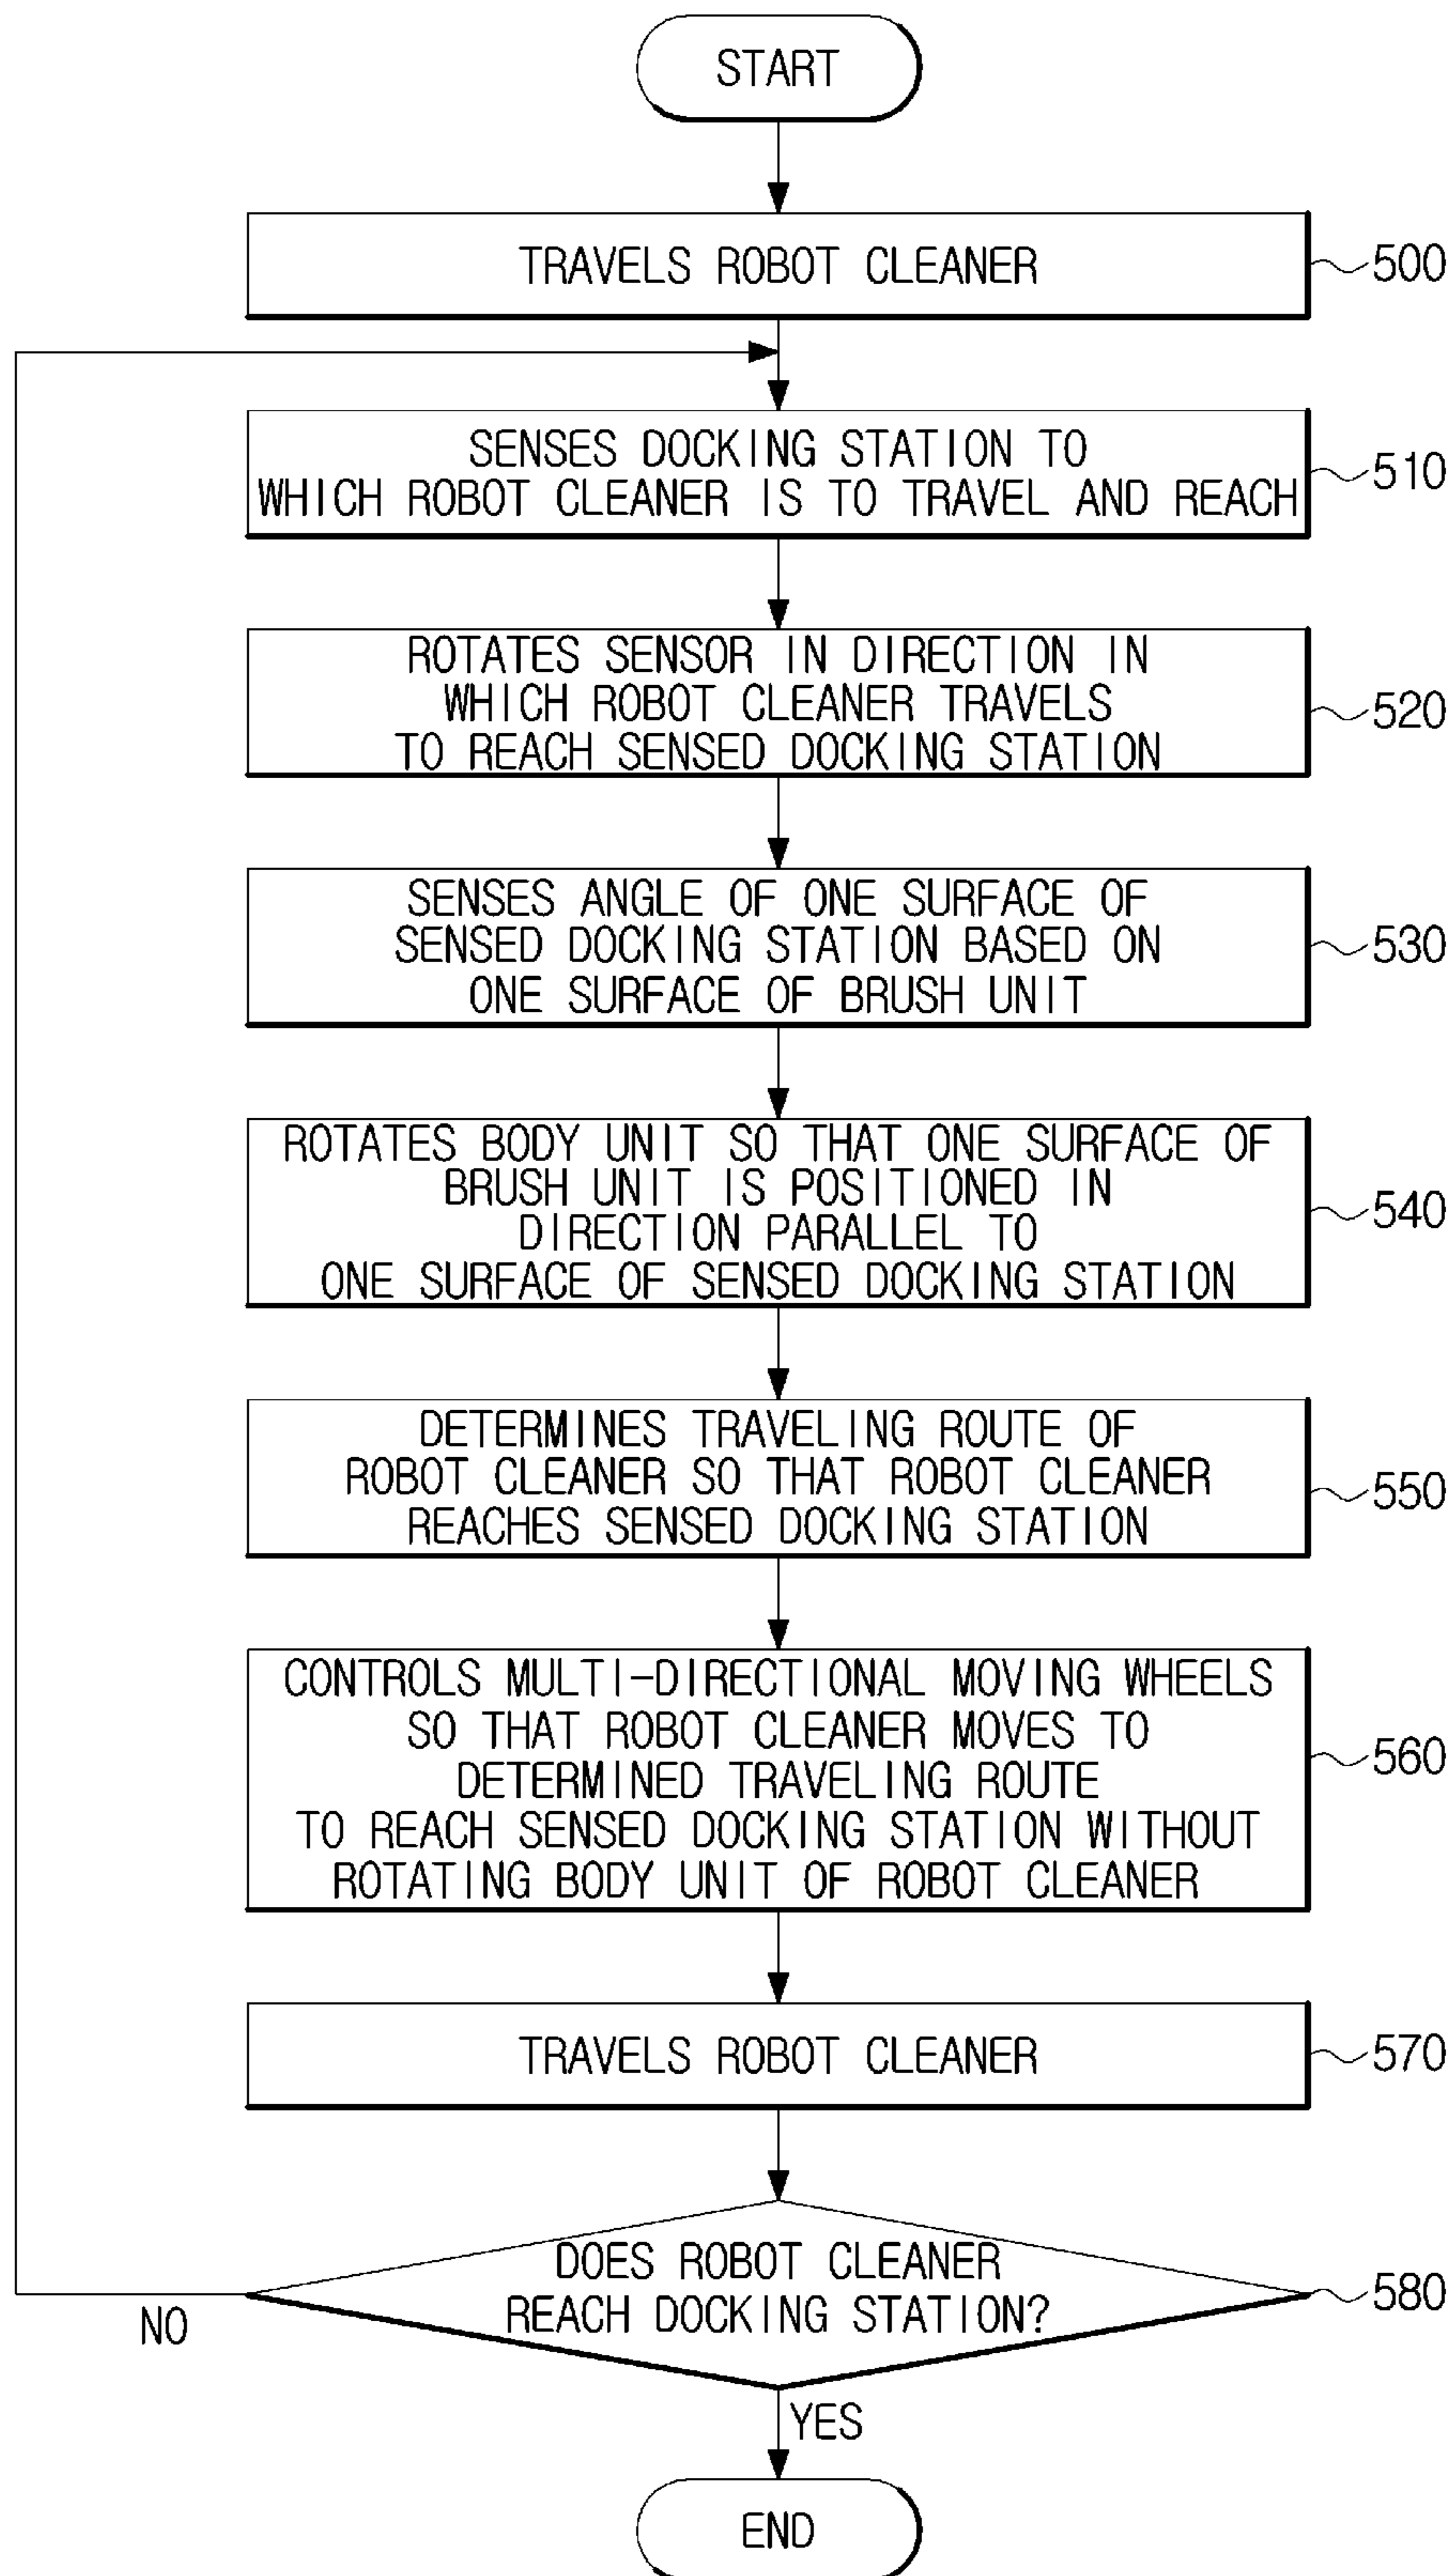 START
TRAVELS ROBOT CLEANER
500
SENSES DOCKING STATION TO
WHICH ROBOT CLEANER IS TO TRAVEL AND REACH
510
ROTATES SENSOR IN DIRECTION IN
WHICH ROBOT CLEANER TRAVELS
TO REACH SENSED DOCKING STATION
520
SENSES ANGLE OF ONE SURFACE OF
SENSED DOCKING STATION BASED ON
ONE SURFACE OF BRUSH UNIT
530
ROTATES BODY UNIT SO THAT ONE SURFACE OF
BRUSH UNIT IS POSITIONED IN
DIRECTION PARALLEL TO
ONE SURFACE OF SENSED DOCKING STATION
540
DETERMINES TRAVELING ROUTE OF
ROBOT CLEANER SO THAT ROBOT CLEANER
REACHES SENSED DOCKING STATION
550
CONTROLS MULTI-DIRECTIONAL MOVING WHEELS
SO THAT ROBOT CLEANER MOVES TO
DETERMINED TRAVELING ROUTE
TO REACH SENSED DOCKING STATION WITHOUT
ROTATING BODY UNIT OF ROBOT CLEANER
560
TRAVELS ROBOT CLEANER
570
DOES ROBOT CLEANER
REACH DOCKING STATION?
580
NO
YES
END